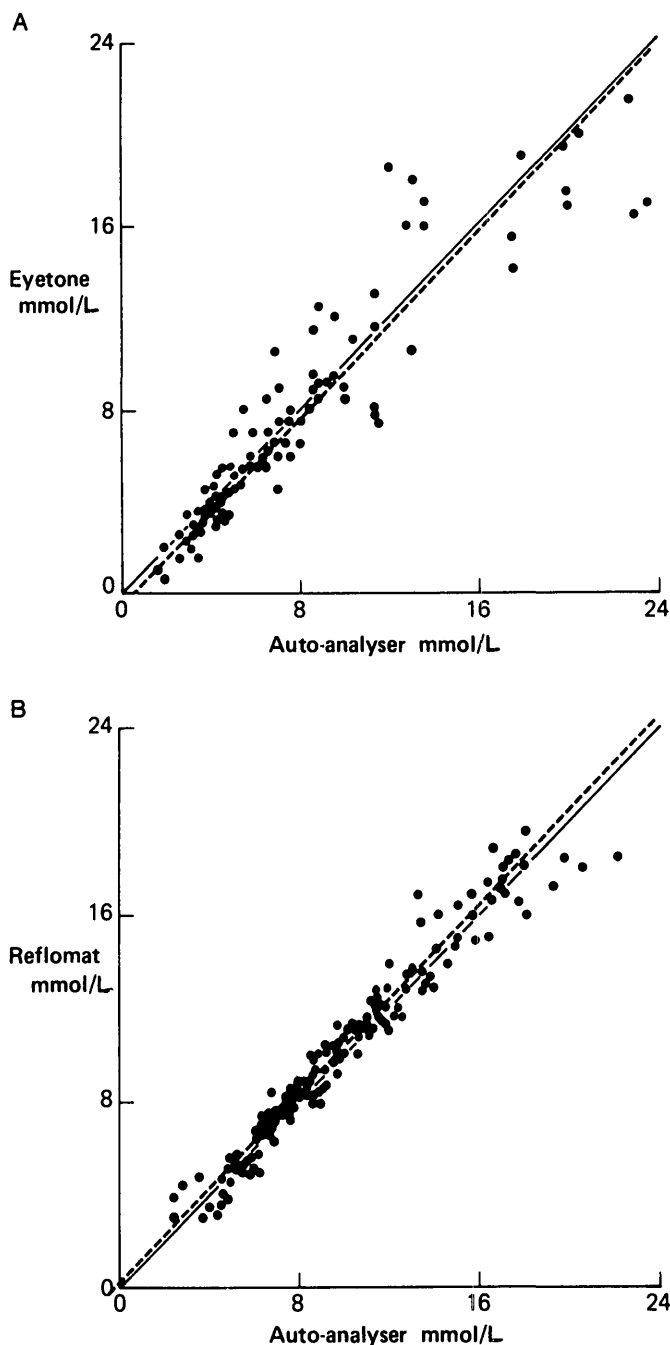 A
24
16
Eyetone
mmol/L
8
0
0 8 16 24
Auto-analyser mmol/L
B
24
16
Reflomat
mmol/L
8
0
0 8 16 24
Auto-analyser mmol/L